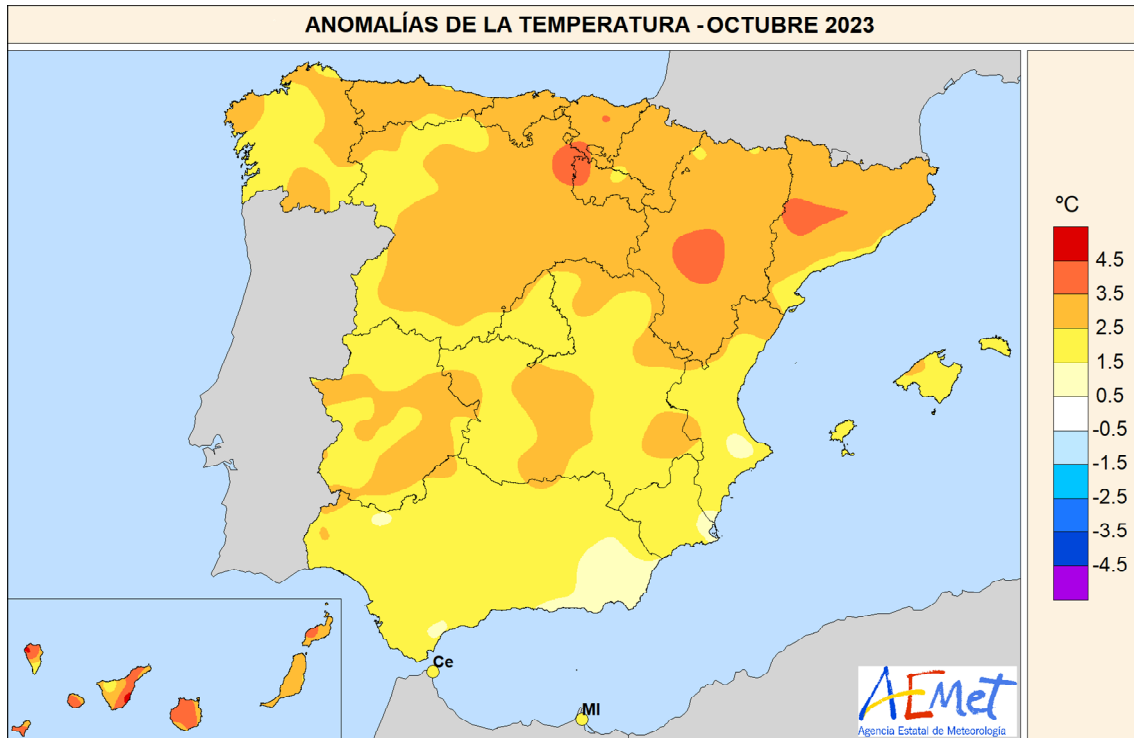 ANOMALÍAS DE LA TEMPERATURA - OCTUBRE 2023
ºC
4.5
3.5
2.5
1.5
0.5
-0.5
-1.5
-2.5
-3.5
-4.5
Ce
Ml
AEMet
Agencia Estatal de Meteorología